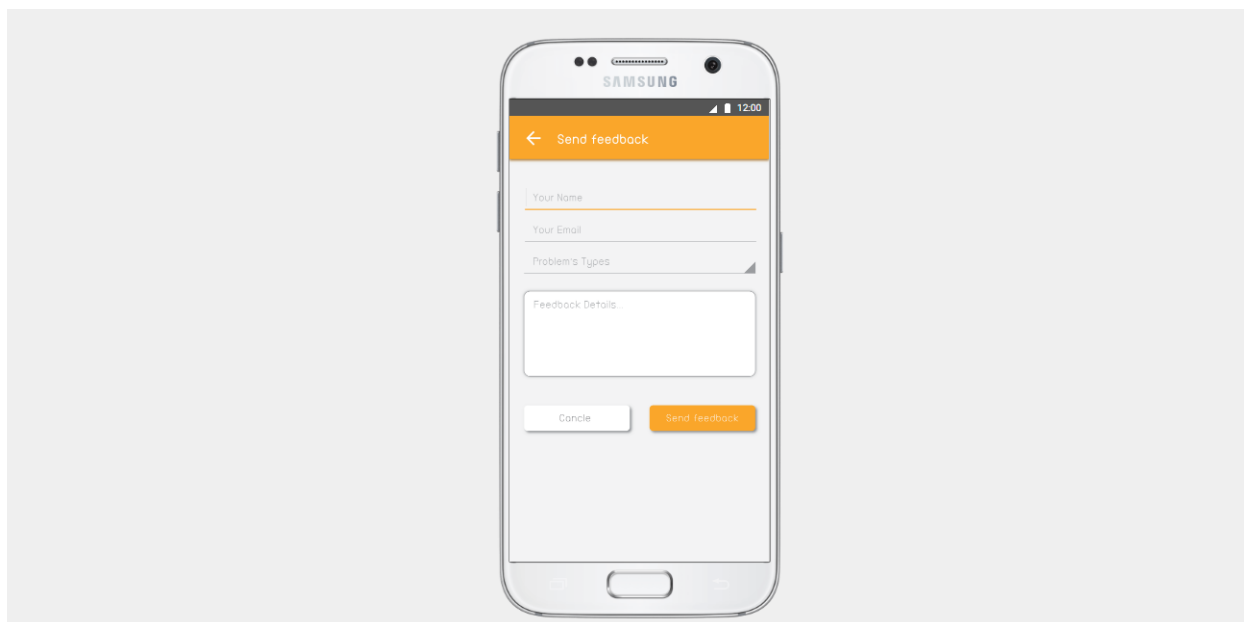 SAMSUNG
12:00
Send feedback
Your Name
Your Email
Problem's Types
Feedback Details...
Cancle
Send feedback